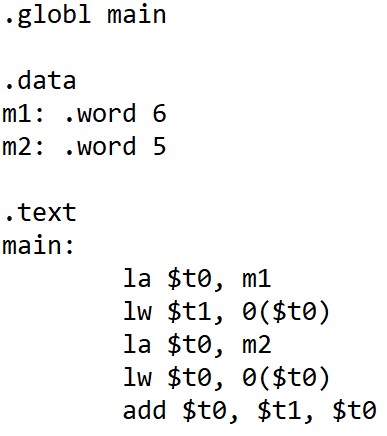 .globl main

.data
m1: .word 6
m2: .word 5

.text
main:
        la $t0, m1
        lw $t1, 0($t0)
        la $t0, m2
        lw $t0, 0($t0)
        add $t0, $t1, $t0